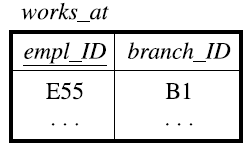 works_at
empl_ID branch_ID
E55 B1
... ...